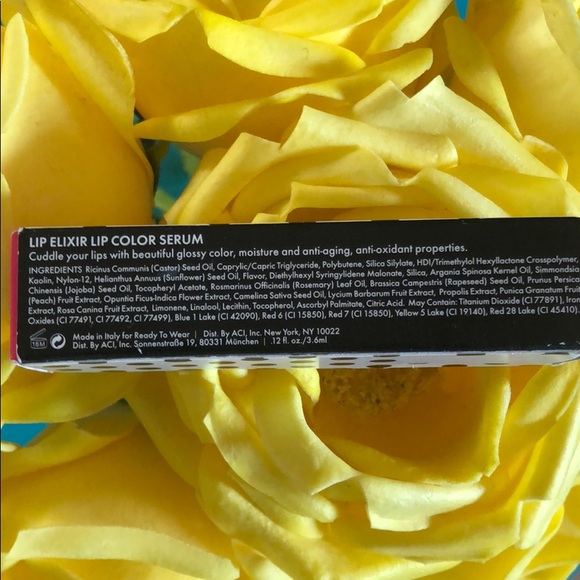 LIP ELIXIR LIP COLOR SERUM
Cuddle your lips with beautiful glossy color, moisture and anti-aging, anti-oxidant properties.
INGREDIENTS Ricinus Communis (Castor) Seed Oil, Caprylic/Capric Triglyceride, Polybutene, Silica Silylate, HDI/Trimethylol Hexyllactone Crosspolymer,
Kaolin, Nylon-12, Helianthus Annuus (Sunflower) Seed Oil, Flavor, Diethylhexyl Syringylidene Malonate, Silica, Argania Spinosa Kernel Oil, Simmondsia
Chinensis (Jojoba) Seed Oil, Tocopheryl Acetate, Rosmarinus Officinalis (Rosemary) Leaf Oil, Brassica Campestris (Rapeseed) Seed Oil, Prunus Persica
(Peach) Fruit Extract, Opuntia Ficus-Indica Flower Extract, Camelina Sativa Seed Oil, Lycium Barbarum Fruit Extract, Propolis Extract, Punica Granatum Fruit
Extract, Rosa Canina Fruit Extract, Limonene, Linalool, Lecithin, Tocopherol, Ascorbyl Palmitate, Citric Acid. May Contain: Titanium Dioxide (CI 77891), Iron
Oxides (CI 77491, CI 77492, CI 77499), Blue 1 Lake (CI 42090), Red 6 (CI 15850), Red 7 (CI 15850), Yellow 5 Lake (CI 19140), Red 28 Lake (CI 45410).
18M Made in Italy for Ready To Wear | Dist. By ACI, Inc. New York, NY 10022
Dist. By ACI, Inc. Sonnenstraße 19, 80331 München | .12 fl. oz./3.6ml